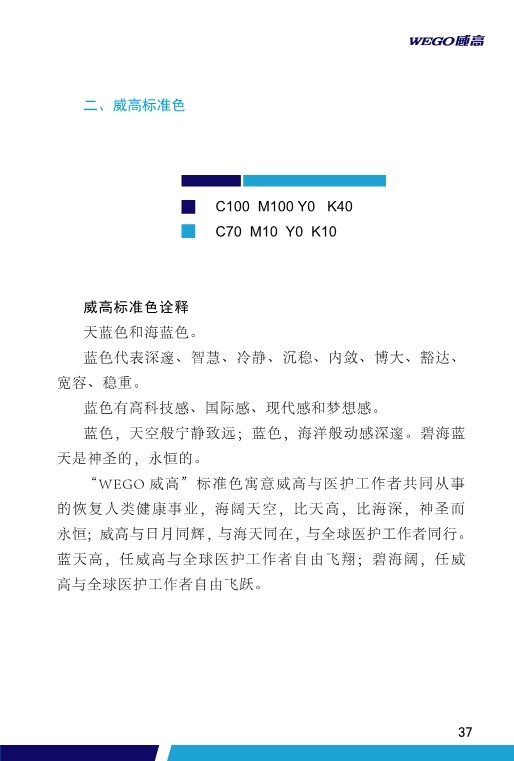 WEGO威高
二、威高标准色
C100 M100 Y0 K40
C70 M10 Y0 K10
威高标准色诠释
天蓝色和海蓝色。
蓝色代表深邃、智慧、冷静、沉稳、内敛、博大、豁达、
宽容、稳重。
蓝色有高科技感、国际感、现代感和梦想感。
蓝色，天空般宁静致远；蓝色，海洋般动感深邃。碧海蓝
天是神圣的，永恒的。
“WEGO 威高”标准色寓意威高与医护工作者共同从事
的恢复人类健康事业，海阔天空，比天高，比海深，神圣而
永恒；威高与日月同辉，与海天同在，与全球医护工作者同行。
蓝天高，任威高与全球医护工作者自由飞翔；碧海阔，任威
高与全球医护工作者自由飞跃。
37